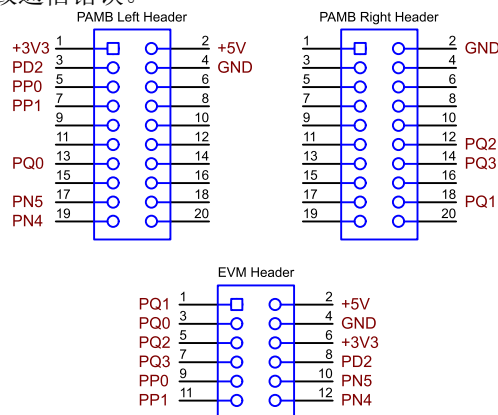 通信错误。
PAMB Left Header
+3V3 1 2 +5V
PD2 3 4 GND
PP0 5 6
PP1 7 8
9 10
11 12
PQ0 13 14
15 16
PN5 17 18
PN4 19 20
PAMB Right Header
1 2 GND
3 4
5 6
7 8
9 10
11 12 PQ2
13 14 PQ3
15 16
17 18 PQ1
19 20
EVM Header
PQ1 1 2 +5V
PQ0 3 4 GND
PQ2 5 6 +3V3
PQ3 7 8 PD2
PP0 9 10 PN5
PP1 11 12 PN4